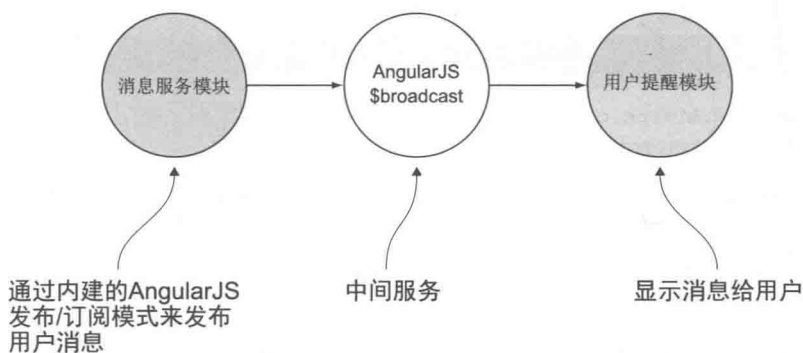 消息服务模块
AngularJS
$broadcast
用户提醒模块
通过内建的AngularJS
发布/订阅模式来发布
用户消息
中间服务
显示消息给用户